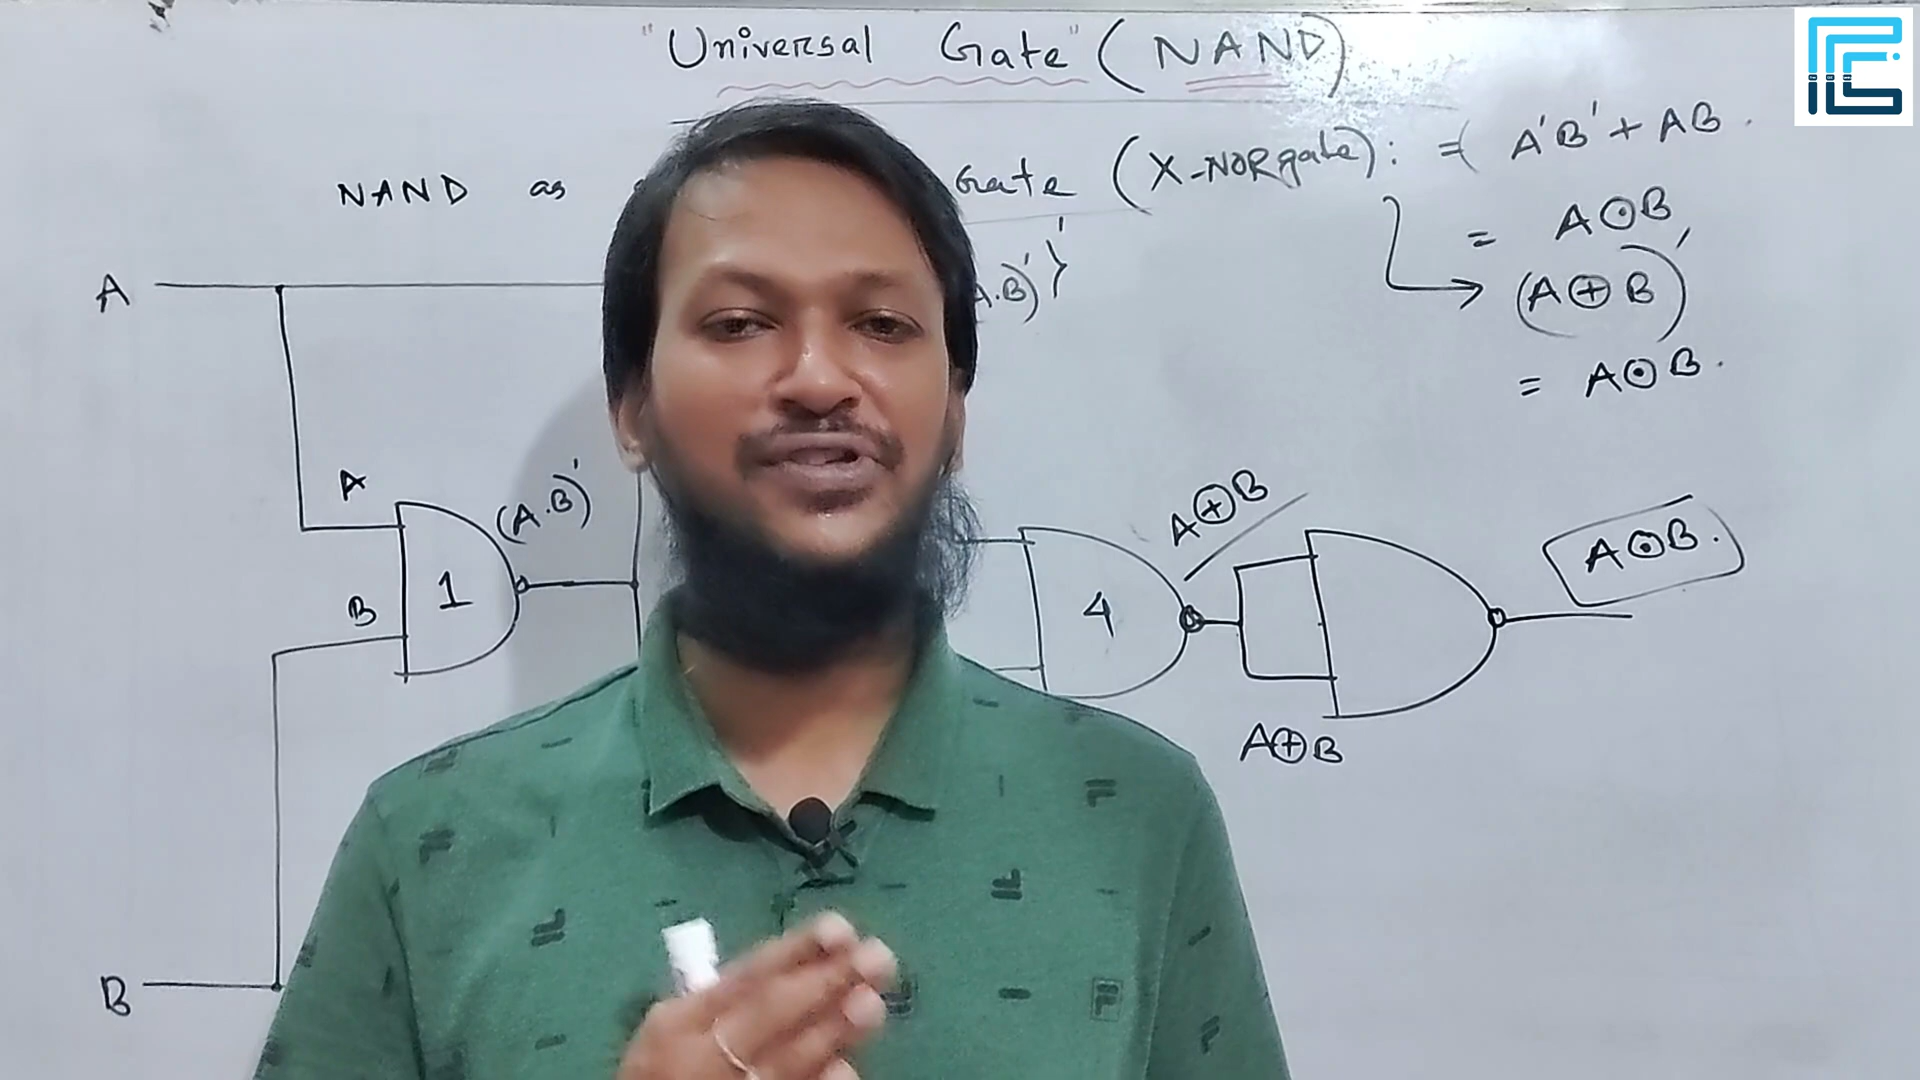 "Universal Gate" (NAND)
NAND as Gate (X-NOR gate): = A'B' + AB.
= A⊙B
(A⊕B)'
= A⊙B.
A
A.B)'}'
A
B
1
(A.B)'
4
A⊕B
A⊙B.
A⊕B
B